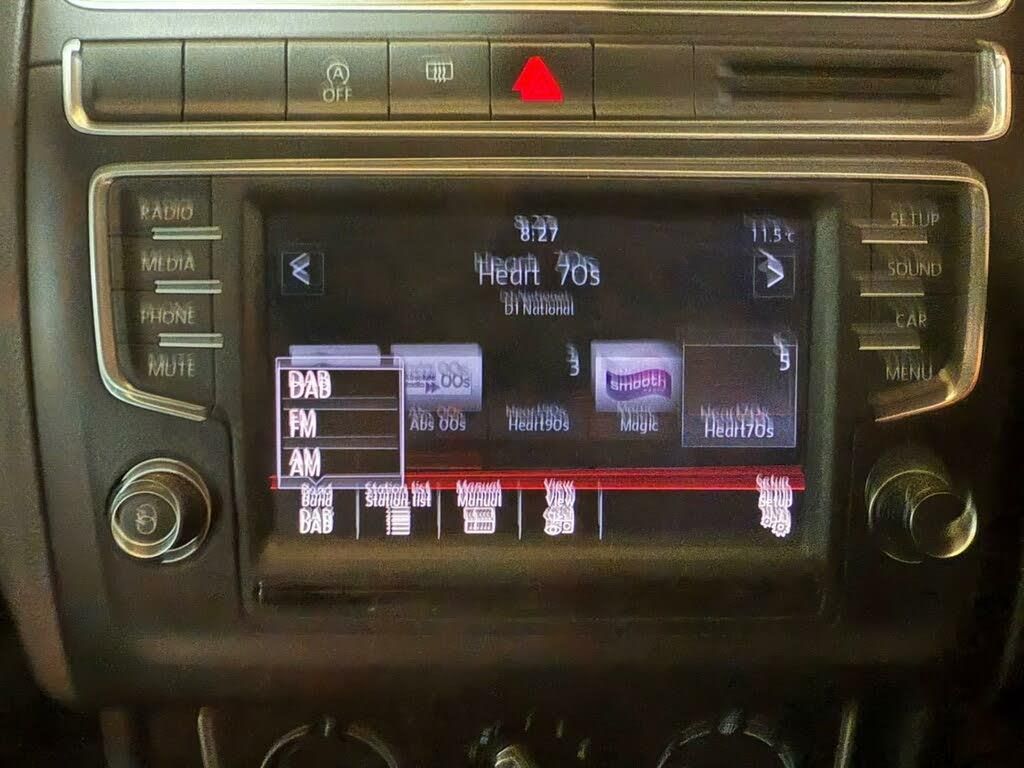 A
OFF
RADIO
MEDIA
PHONE
MUTE
SETUP
SOUND
CAR
MENU
8:27
11.5°C
<
Heart 70s
>
D1 National
DAB
FM
AM
00s
Abs 00s
3
Heart90s
smooth
Magic
5
Heart70s
Band
DAB
Station list
Manual
View
Setup